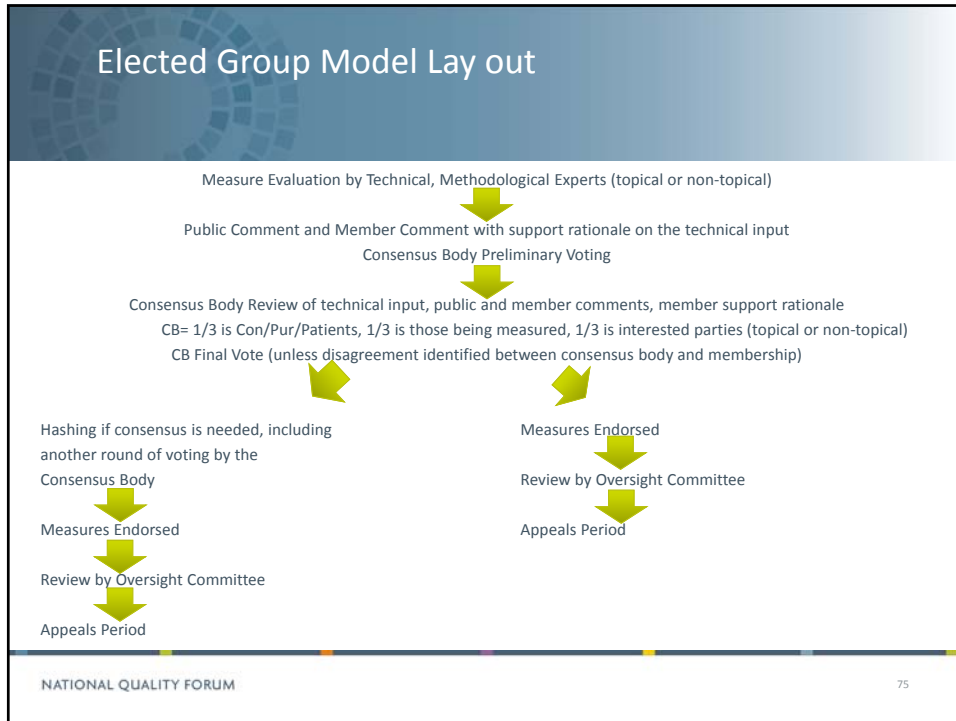 Elected Group Model Lay out
Measure Evaluation by Technical, Methodological Experts (topical or non-topical)
Public Comment and Member Comment with support rationale on the technical input
Consensus Body Preliminary Voting
Consensus Body Review of technical input, public and member comments, member support rationale
CB= 1/3 is Con/Pur/Patients, 1/3 is those being measured, 1/3 is interested parties (topical or non-topical)
CB Final Vote (unless disagreement identified between consensus body and membership)
Hashing if consensus is needed, including
another round of voting by the
Consensus Body
Measures Endorsed
Review by Oversight Committee
Appeals Period
Measures Endorsed
Review by Oversight Committee
Appeals Period
NATIONAL QUALITY FORUM
75